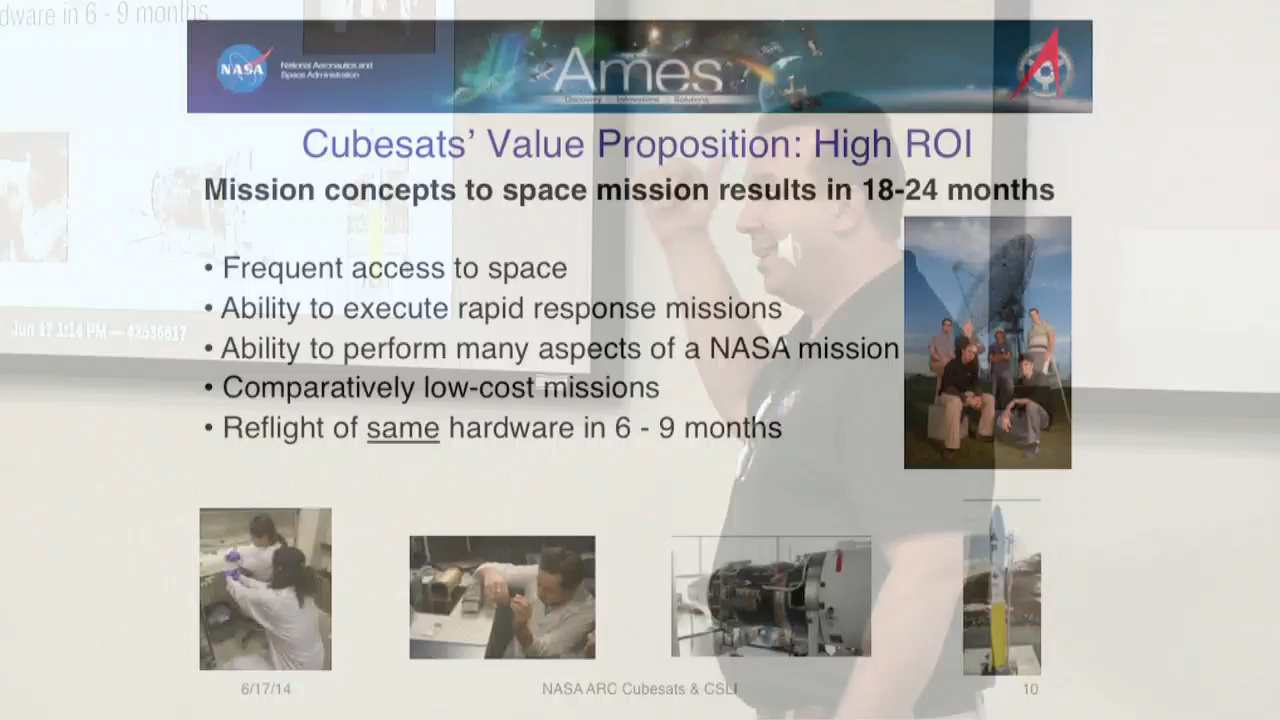 dware in 6 - 9 months
NASA
National Aeronautics and
Space Administration
Ames
Discovery Innovations Solutions
Cubesats' Value Proposition: High ROI
Mission concepts to space mission results in 18-24 months
• Frequent access to space
• Ability to execute rapid response missions
• Ability to perform many aspects of a NASA mission
• Comparatively low-cost missions
• Reflight of same hardware in 6 - 9 months
Jun 17 1:14 PM — 42536617
6/17/14
NASA ARC Cubesats & CSLI
10